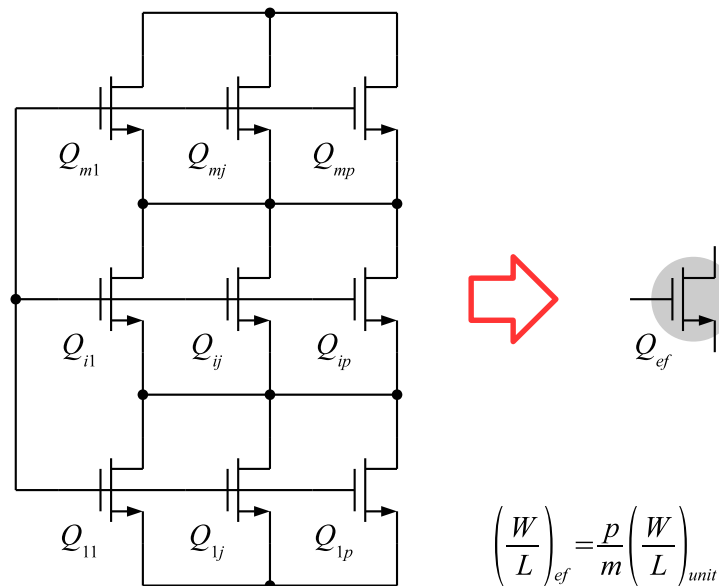 Q_{m1} Q_{mj} Q_{mp}
Q_{i1} Q_{ij} Q_{ip} Q_{ef}
Q_{11} Q_{1j} Q_{1p}
(W/L)_{ef} = p/m (W/L)_{unit}